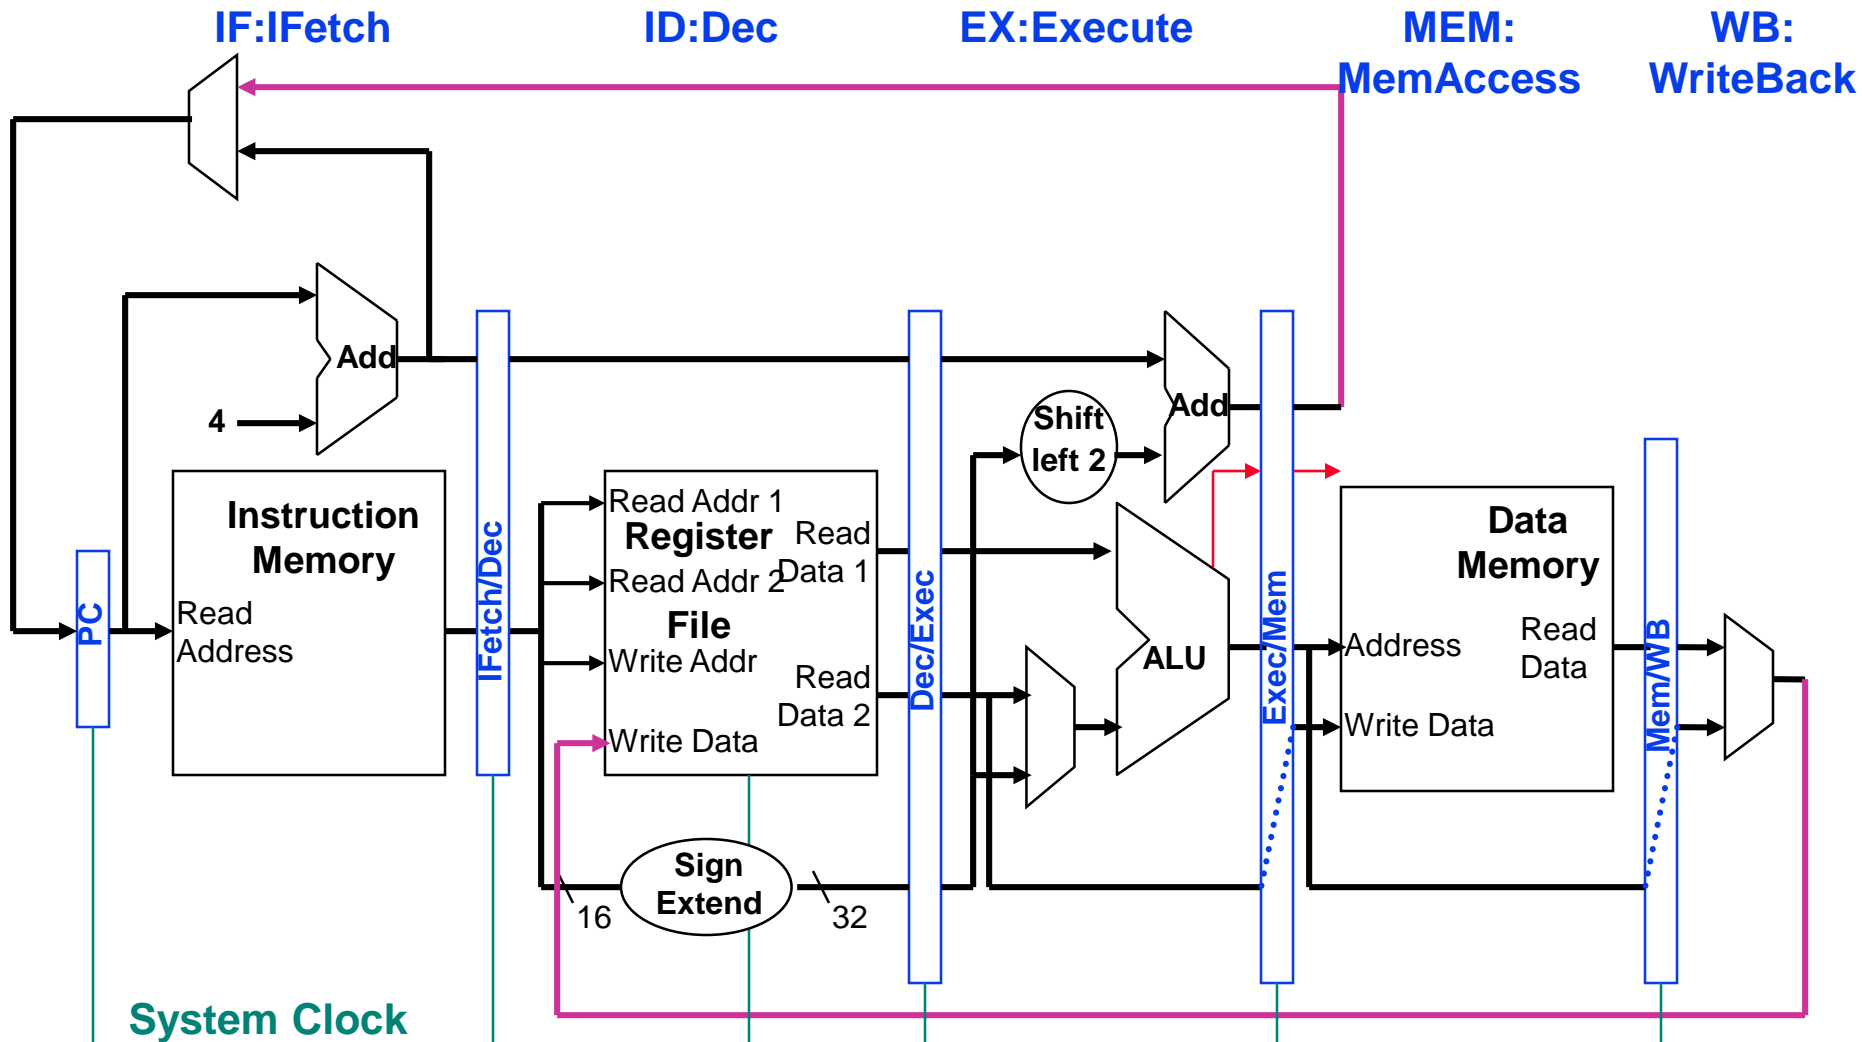 IF:IFetch
ID:Dec
EX:Execute
MEM:
MemAccess
WB:
WriteBack
Add
4
Shift
left 2
Add
Instruction
Memory
Read
Address
PC
IFetch/Dec
Read Addr 1
Register
Read
Data 1
Read Addr 2
File
Write Addr
Read
Data 2
Write Data
Dec/Exec
ALU
Exec/Mem
Data
Memory
Address
Read
Data
Write Data
Mem/WB
Sign
Extend
16
32
System Clock